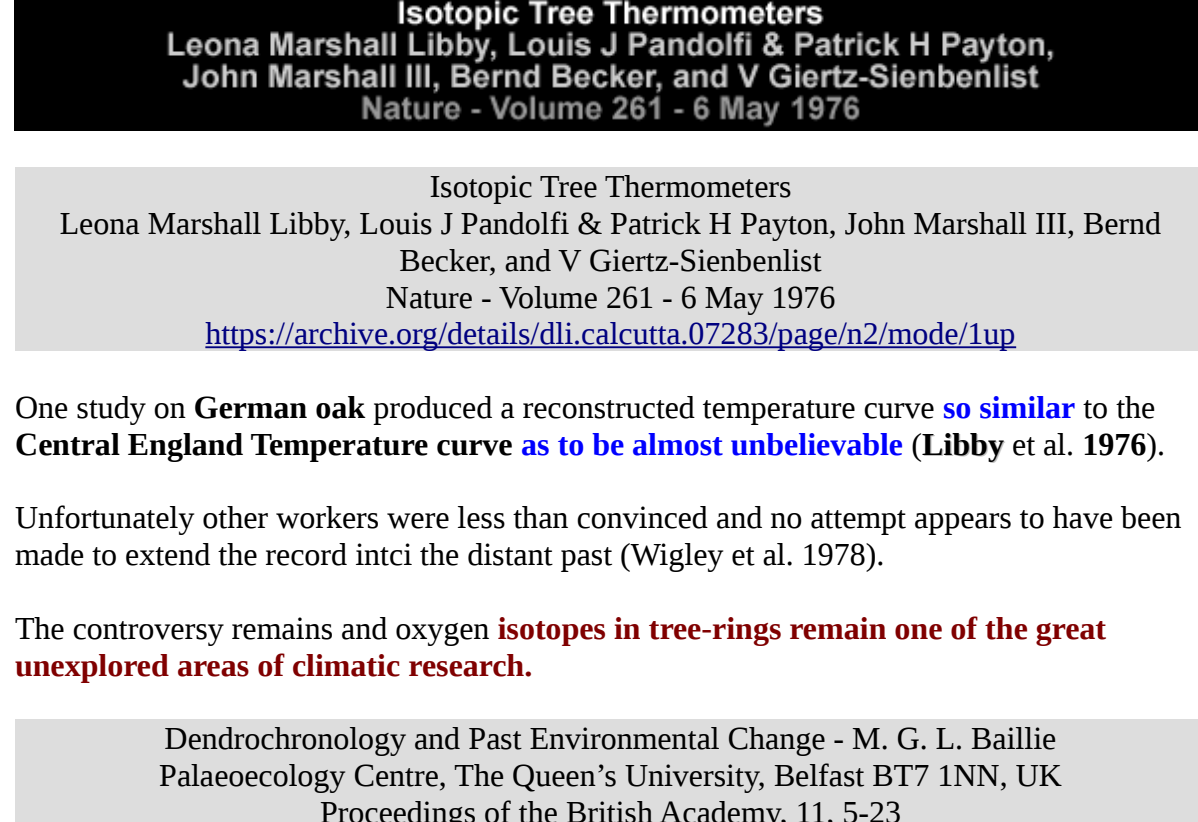 Isotopic Tree Thermometers
Leona Marshall Libby, Louis J Pandolfi & Patrick H Payton,
John Marshall III, Bernd Becker, and V Giertz-Sienbenlist
Nature - Volume 261 - 6 May 1976
Isotopic Tree Thermometers
Leona Marshall Libby, Louis J Pandolfi & Patrick H Payton, John Marshall III, Bernd
Becker, and V Giertz-Sienbenlist
Nature - Volume 261 - 6 May 1976
https://archive.org/details/dli.calcutta.07283/page/n2/mode/1up
One study on German oak produced a reconstructed temperature curve so similar to the
Central England Temperature curve as to be almost unbelievable (Libby et al. 1976).
Unfortunately other workers were less than convinced and no attempt appears to have been
made to extend the record intci the distant past (Wigley et al. 1978).
The controversy remains and oxygen isotopes in tree-rings remain one of the great
unexplored areas of climatic research.
Dendrochronology and Past Environmental Change - M. G. L. Baillie
Palaeoecology Centre, The Queen’s University, Belfast BT7 1NN, UK
Proceedings of the British Academy, 11, 5-23